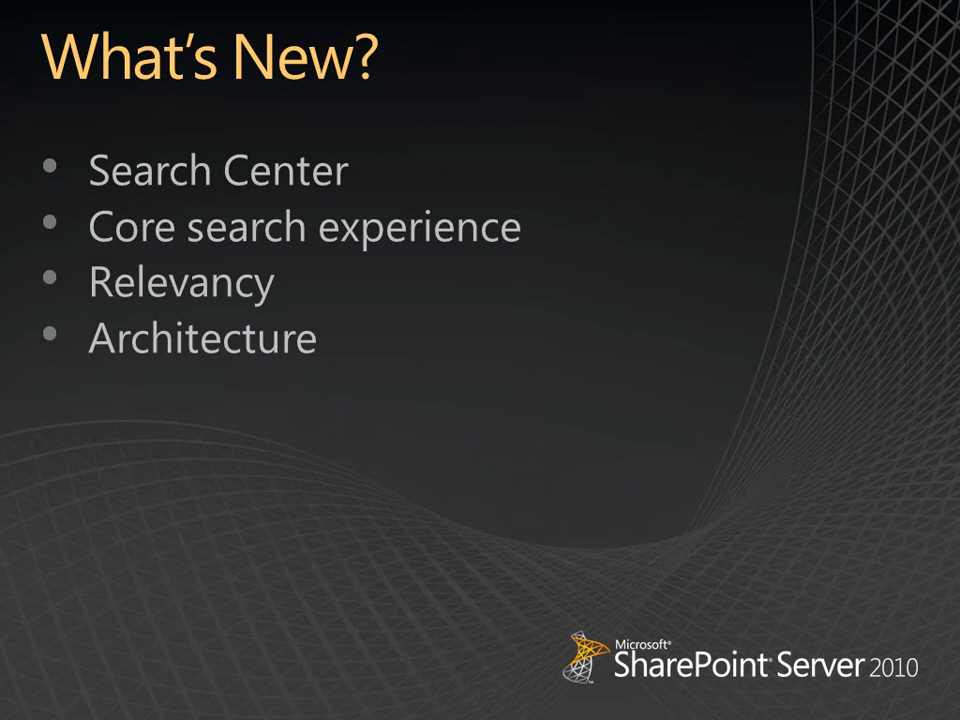 What's New?
• Search Center
• Core search experience
• Relevancy
• Architecture
Microsoft®
SharePoint® Server 2010